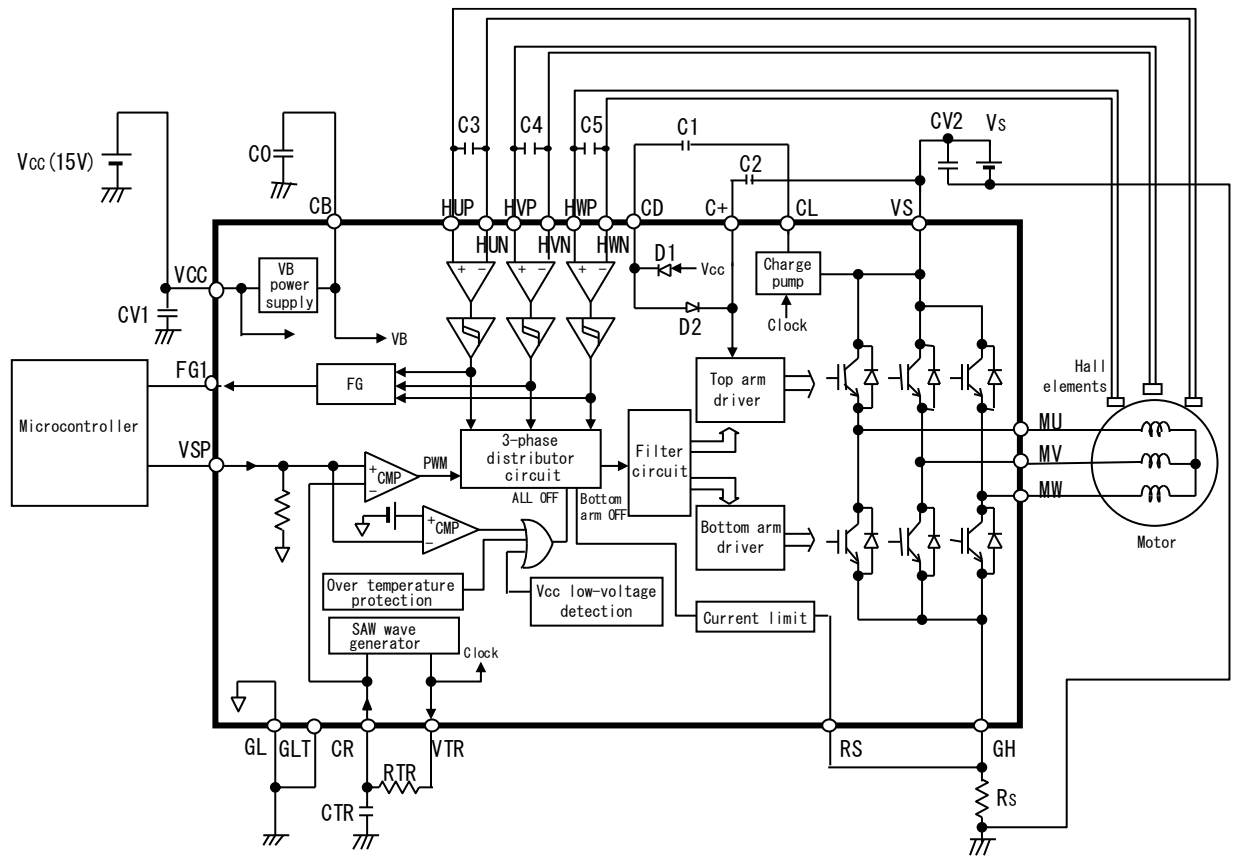 C3
C4
C5
C1
CV2
Vs
Vcc(15V)
C0
C2
CB
HUP
HVP
HWP
CD
C+
CL
VS
HUN
HVN
HWN
VCC
VB
power
supply
+ −
+ −
+ −
D1
Vcc
Charge
pump
CV1
D2
Clock
VB
FG1
FG
Top arm
driver
Hall
elements
Microcontroller
MU
3-phase
distributor
circuit
Filter
circuit
VSP
+
−
CMP
PWM
MV
MW
ALL OFF
Bottom
arm OFF
+
−
CMP
Bottom arm
driver
Motor
Over temperature
protection
Vcc low-voltage
detection
Current limit
SAW wave
generator
Clock
GL
GLT
CR
VTR
RS
GH
RTR
Rs
CTR